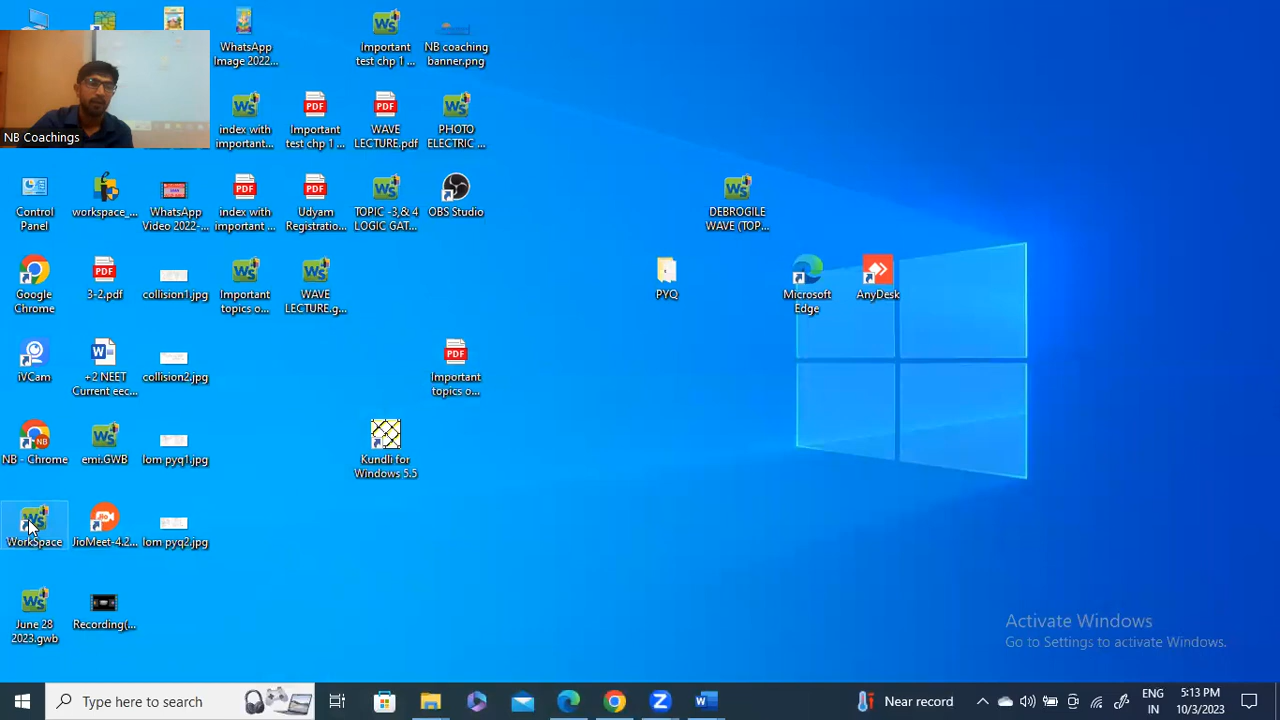 WhatsApp
Image 2022...
Important
test chp 1 ...
NB coaching
banner.png
NB Coachings
index with
important...
Important
test chp 1 ...
WAVE
LECTURE.pdf
PHOTO
ELECTRIC ...
Control
Panel
workspace_...
WhatsApp
Video 2022-...
index with
important ...
Udyam
Registratio...
TOPIC -3,& 4
LOGIC GAT...
OBS Studio
DEBROGILE
WAVE (TOP...
Google
Chrome
3-2.pdf
collision1.jpg
Important
topics o...
WAVE
LECTURE.g...
PYQ
Microsoft
Edge
AnyDesk
iVCam
+2 NEET
Current eec...
collision2.jpg
Important
topics o...
NB - Chrome
emi.GWB
lom pyq1.jpg
Kundli for
Windows 5.5
WorkSpace
JioMeet-4.2...
lom pyq2.jpg
June 28
2023.gwb
Recording(...
Activate Windows
Go to Settings to activate Windows.
Type here to search
Near record
ENG
IN
5:13 PM
10/3/2023